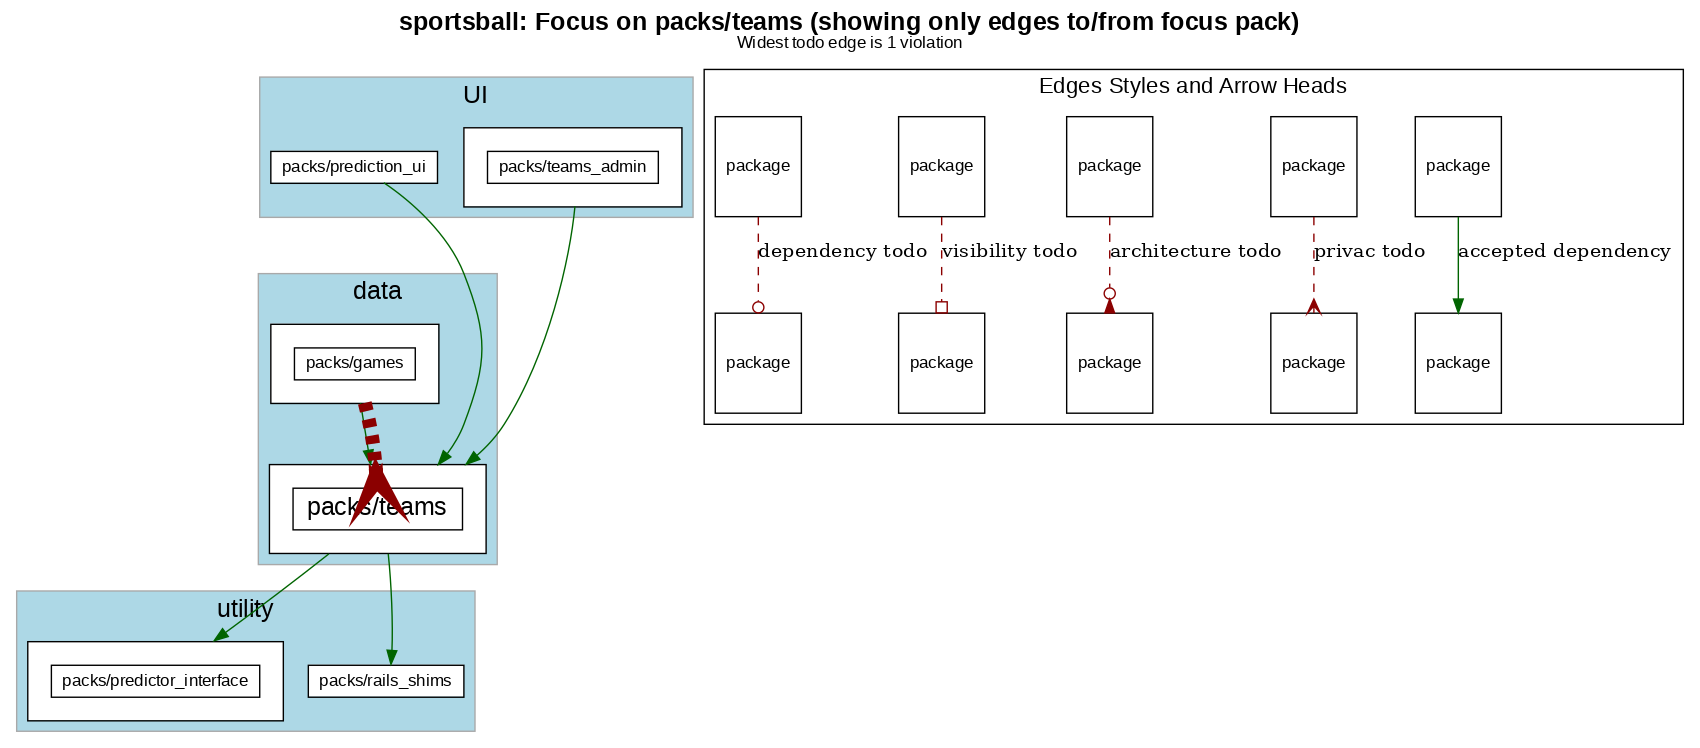 sportsball: Focus on packs/teams (showing only edges to/from focus pack)
Widest todo edge is 1 violation
UI
packs/prediction_ui
packs/teams_admin
data
packs/games
packs/teams
utility
packs/predictor_interface
packs/rails_shims
Edges Styles and Arrow Heads
package
package
package
package
package
dependency todo
visibility todo
architecture todo
privac todo
accepted dependency
package
package
package
package
package